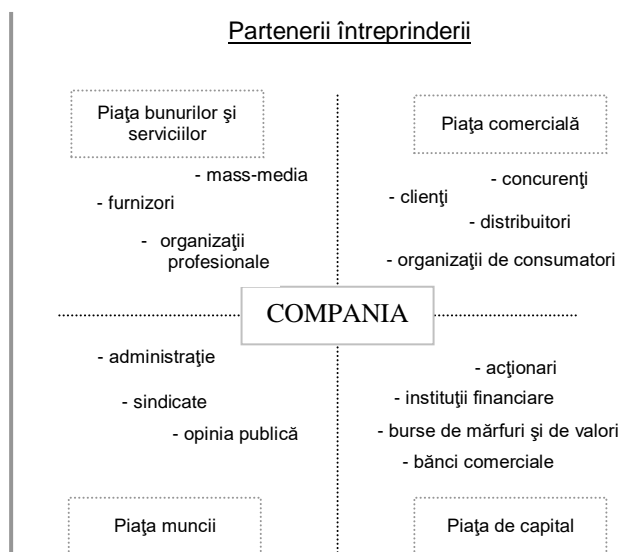 Partenerii întreprinderii
Piaţa bunurilor şi
serviciilor
- mass-media
- furnizori
- organizaţii
profesionale
Piaţa comercială
- concurenţi
- clienţi
- distribuitori
- organizaţii de consumatori
COMPANIA
- administraţie
- sindicate
- opinia publică
- acţionari
- instituţii financiare
- burse de mărfuri şi de valori
- bănci comerciale
Piaţa muncii
Piaţa de capital